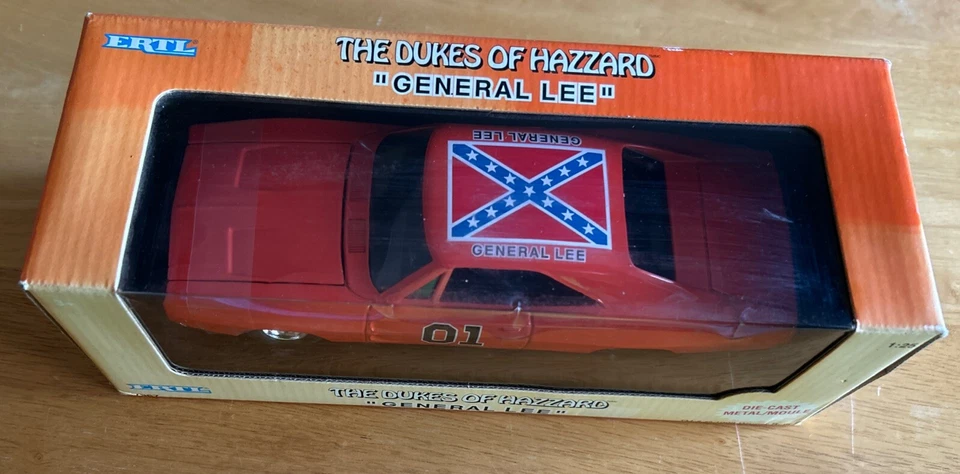 ERTL
THE DUKES OF HAZZARD
"GENERAL LEE"
GENERAL LEE
GENERAL LEE
01
1:25
ERTL
THE DUKES OF HAZZARD
"GENERAL LEE"
DIE-CAST
METAL/MOULE